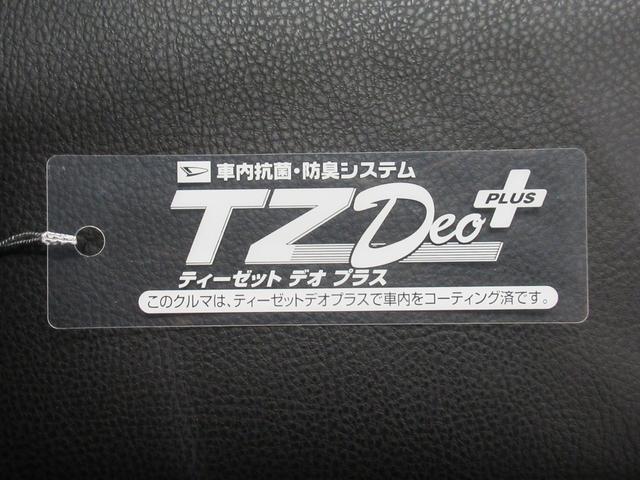 車内抗菌・防臭システム
TZ Deo PLUS
ティーゼット デオ プラス
このクルマは、ティーゼットデオプラスで車内をコーティング済です。